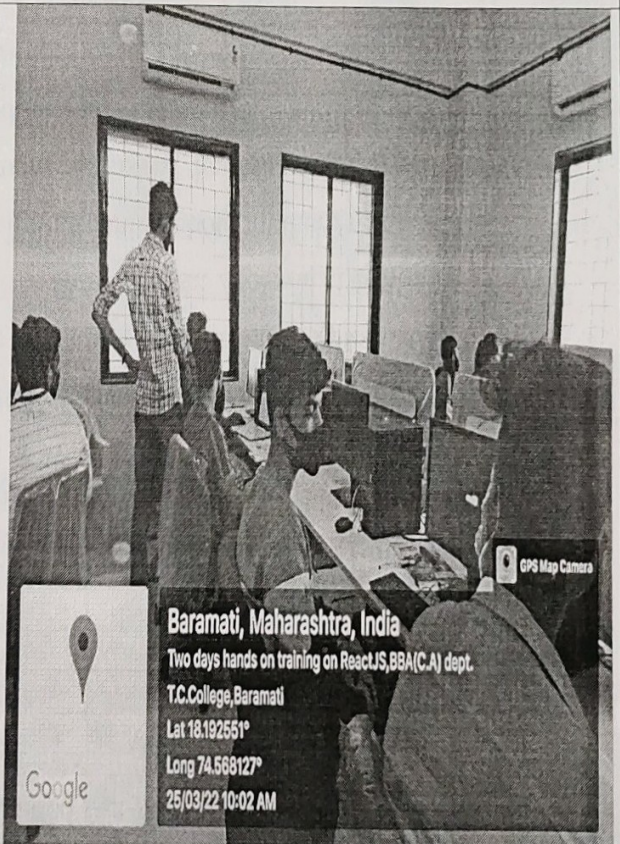 GPS Map Camera
Baramati, Maharashtra, India
Two days hands on training on ReactJS,BBA(C.A) dept.
T.C.College,Baramati
Lat 18.192551°
Long 74.568127°
25/03/22 10:02 AM
Google